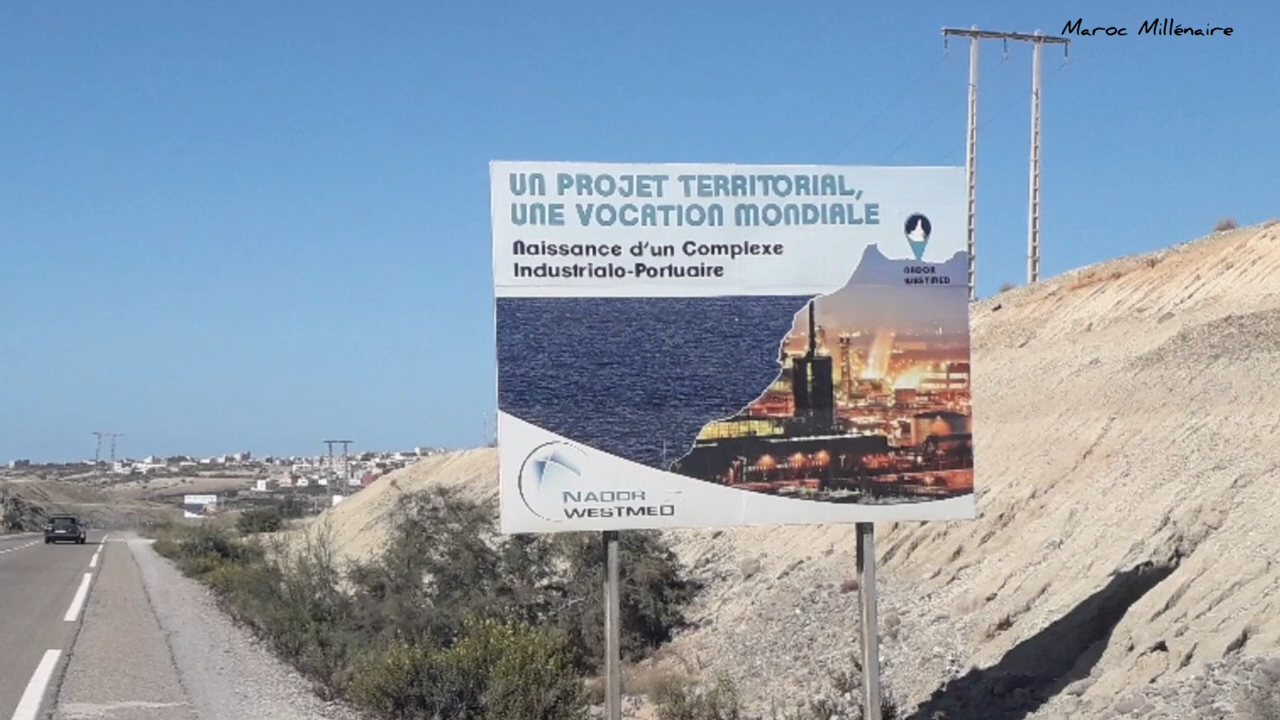 Maroc Millénaire
UN PROJET TERRITORIAL,
UNE VOCATION MONDIALE
Naissance d'un Complexe
Industrialo-Portuaire
NADOR
WESTMED
NADOR
WESTMED